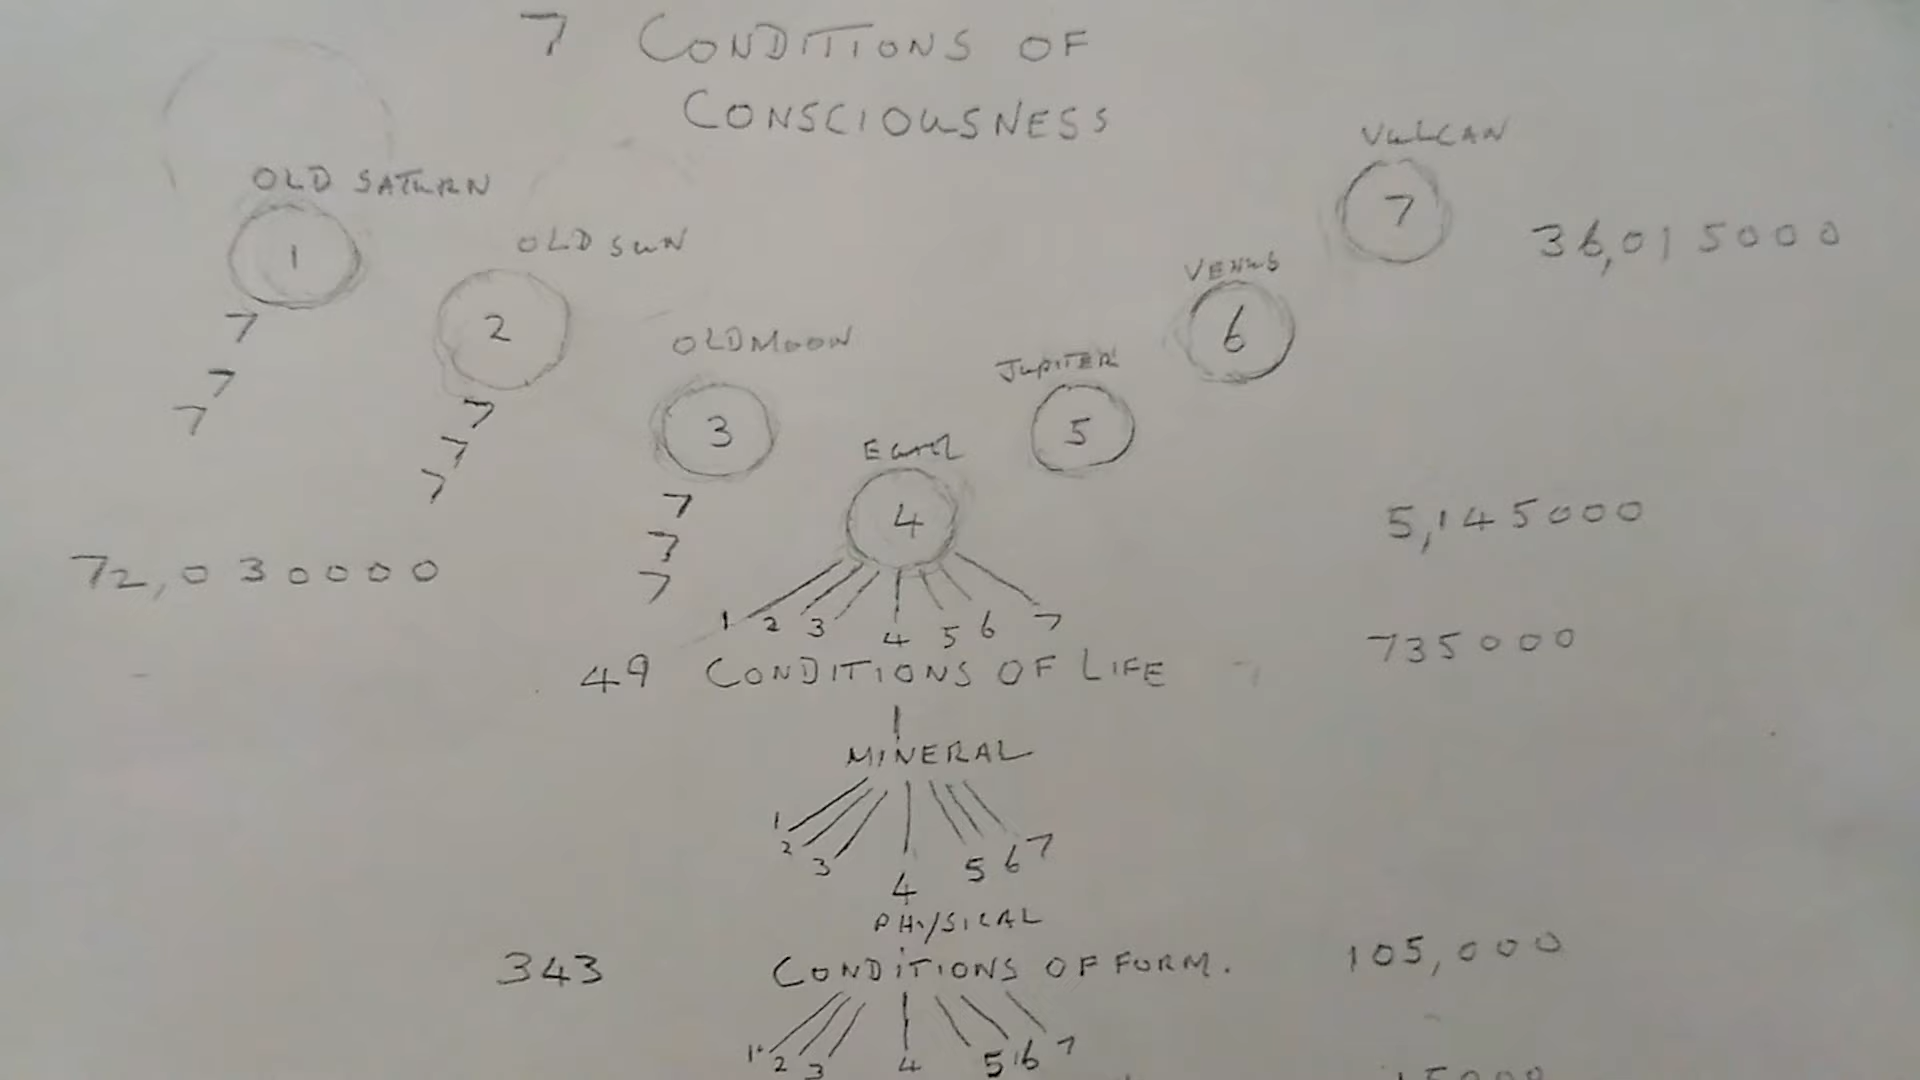 7 CONDITIONS OF
CONSCIOUSNESS
VULCAN
OLD SATURN
7
36,015000
OLD SUN
1
VENUS
2
6
7
OLDMOON
JUPITER
7
7
7
3
5
EARTH
7
7
7
4
5,145000
7
72,030000
7
1 2 3 4 5 6 7
49 CONDITIONS OF LIFE
735000
MINERAL
1 2 3 4 5 6 7
PHYSICAL
343 CONDITIONS OF FORM.
105,000
1 2 3 4 5 6 7
15000